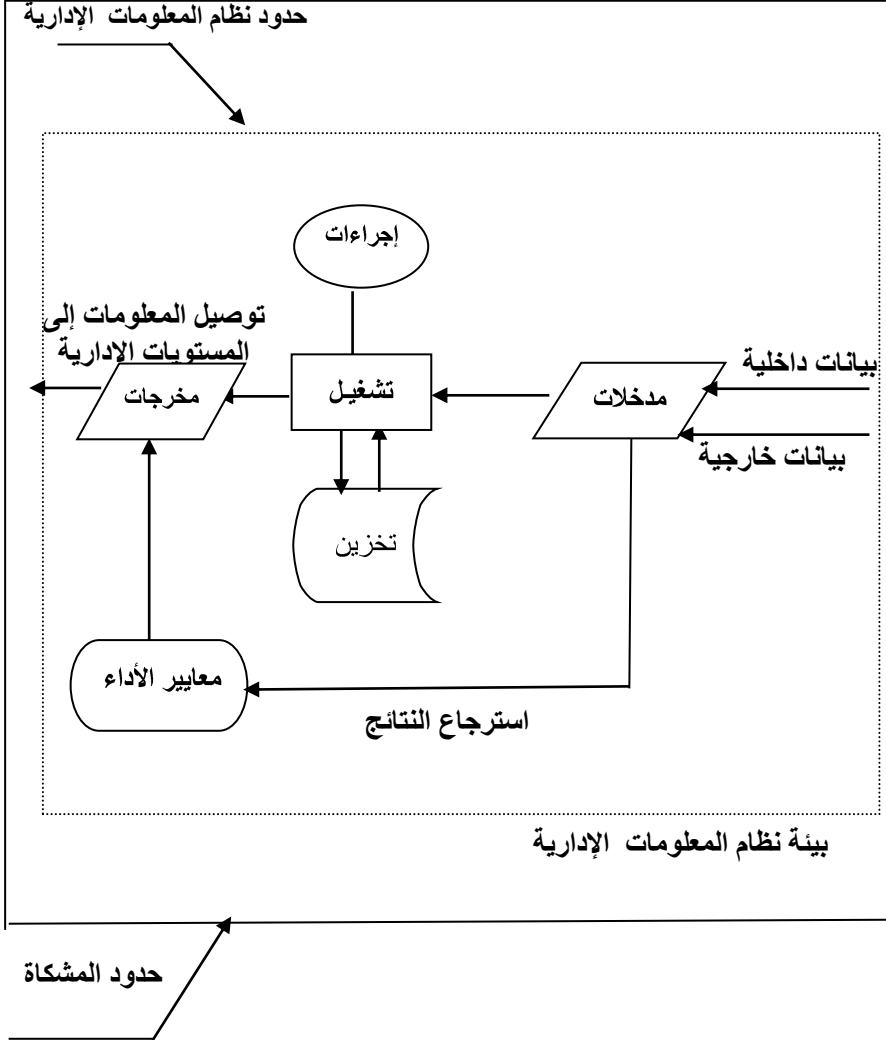 حدود نظام المعلومات الإدارية
إجراءات
توصيل المعلومات إلى
المستويات الإدارية
بيانات داخلية
تشغيل
مدخلات
مخرجات
بيانات خارجية
تخزين
معايير الأداء
استرجاع النتائج
بيئة نظام المعلومات الإدارية
حدود المشكاة